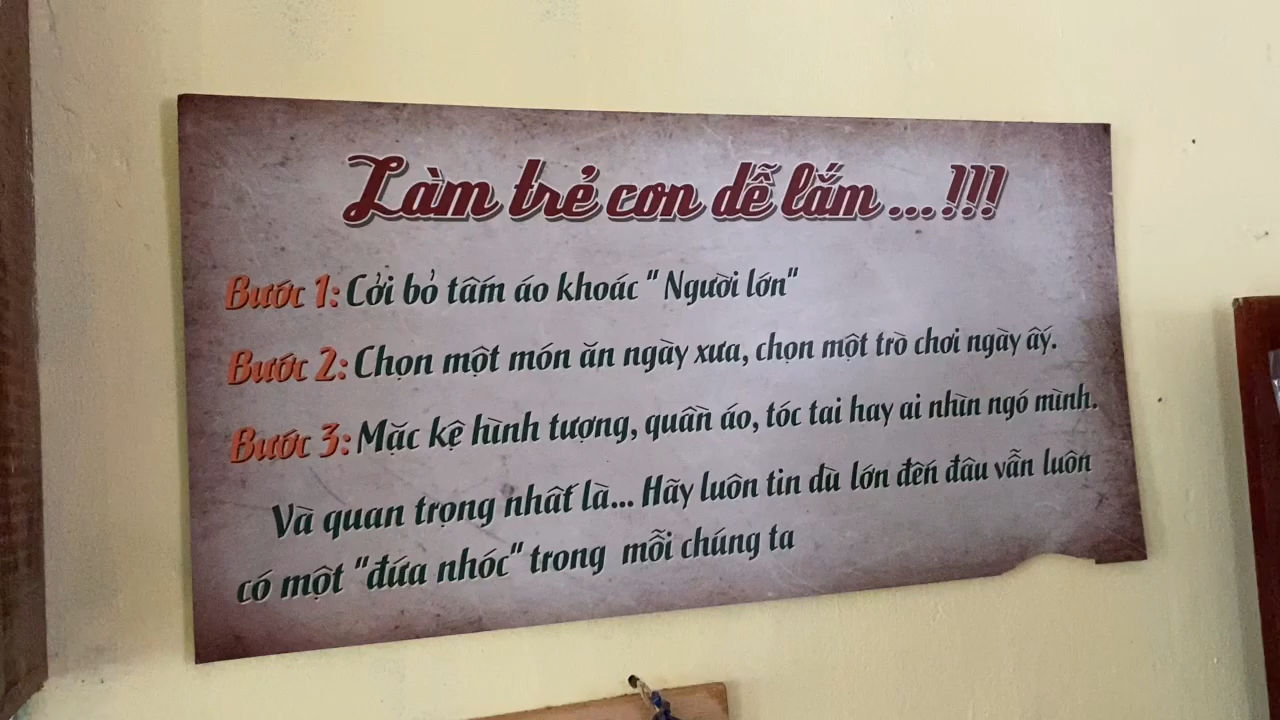 Làm trẻ con dễ lắm...!!!
Bước 1: Cởi bỏ tấm áo khoác "Người lớn"
Bước 2: Chọn một món ăn ngày xưa, chọn một trò chơi ngày ấy.
Bước 3: Mặc kệ hình tượng, quần áo, tóc tai hay ai nhìn ngó mình.
Và quan trọng nhất là... Hãy luôn tin dù lớn đến đâu vẫn luôn
có một "đứa nhóc" trong mỗi chúng ta